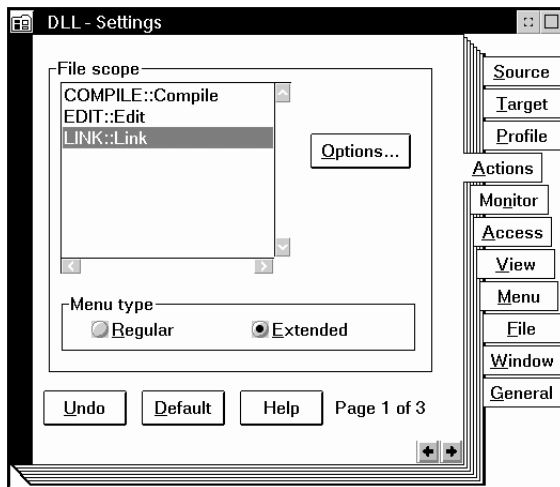 DLL - Settings
File scope
COMPILE::Compile
EDIT::Edit
LINK::Link
Options...
Menu type
Regular
Extended
Undo
Default
Help
Page 1 of 3
Source
Target
Profile
Actions
Monitor
Access
View
Menu
File
Window
General